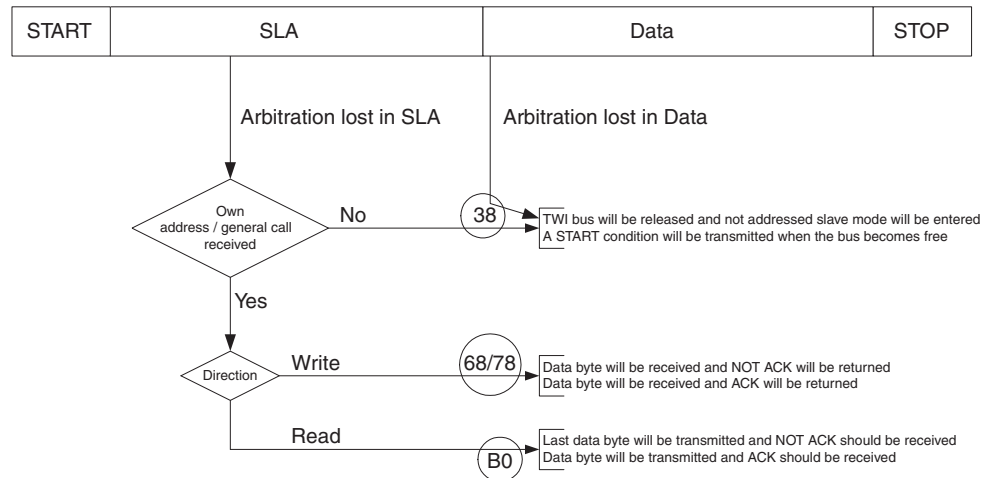 START SLA Data STOP
Arbitration lost in SLA Arbitration lost in Data
Own
address / general call
received
No
38
TWI bus will be released and not addressed slave mode will be entered
A START condition will be transmitted when the bus becomes free
Yes
Direction
Write
68/78
Data byte will be received and NOT ACK will be returned
Data byte will be received and ACK will be returned
Read
B0
Last data byte will be transmitted and NOT ACK should be received
Data byte will be transmitted and ACK should be received